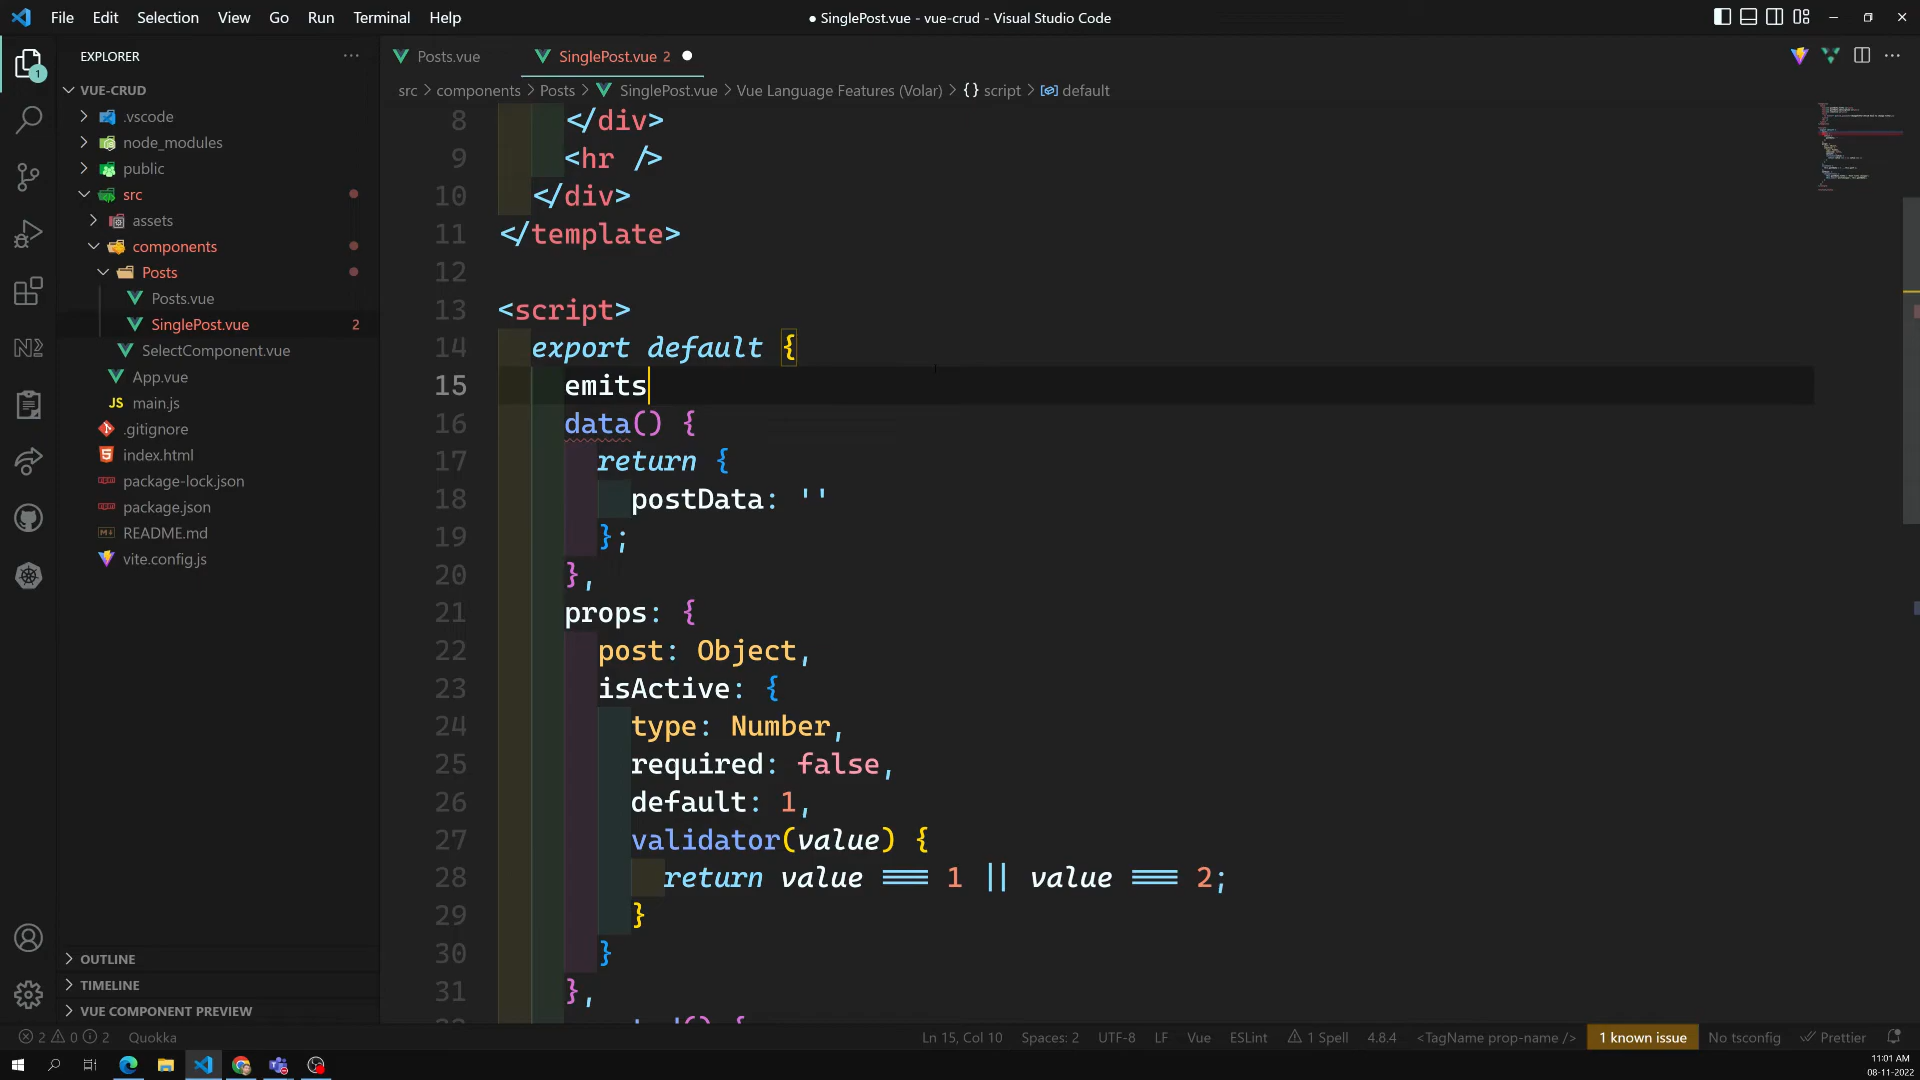 File Edit Selection View Go Run Terminal Help
● SinglePost.vue - vue-crud - Visual Studio Code
EXPLORER
Posts.vue
SinglePost.vue 2
1
VUE-CRUD
src > components > Posts > SinglePost.vue > Vue Language Features (Volar) > {} script > default
.vscode
node_modules
public
src
assets
components
Posts
Posts.vue
SinglePost.vue 2
SelectComponent.vue
App.vue
JS main.js
.gitignore
index.html
package-lock.json
package.json
README.md
vite.config.js
8 </div>
9 <hr />
10 </div>
11 </template>
12
13 <script>
14 export default {
15 emits
16 data() {
17 return {
18 postData: ''
19 };
20 },
21 props: {
22 post: Object,
23 isActive: {
24 type: Number,
25 required: false,
26 default: 1,
27 validator(value) {
28 return value === 1 || value === 2;
29 }
30 }
31 },
OUTLINE
TIMELINE
VUE COMPONENT PREVIEW
2 0 2 Quokka
Ln 15, Col 10 Spaces: 2 UTF-8 LF Vue ESLint 1 Spell 4.8.4 <TagName prop-name /> 1 known issue No tsconfig Prettier
11:01 AM
08-11-2022